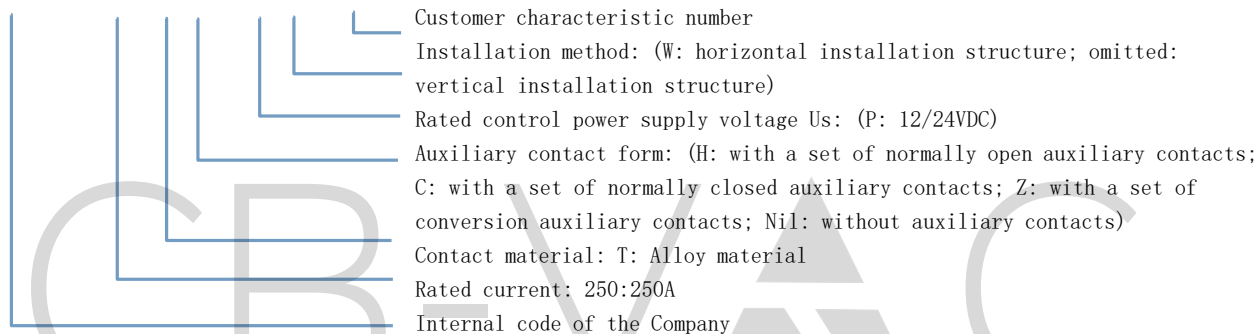 Customer characteristic number
Installation method: (W: horizontal installation structure; omitted:
vertical installation structure)
Rated control power supply voltage Us: (P: 12/24VDC)
Auxiliary contact form: (H: with a set of normally open auxiliary contacts;
C: with a set of normally closed auxiliary contacts; Z: with a set of
conversion auxiliary contacts; Nil: without auxiliary contacts)
Contact material: T: Alloy material
Rated current: 250:250A
Internal code of the Company